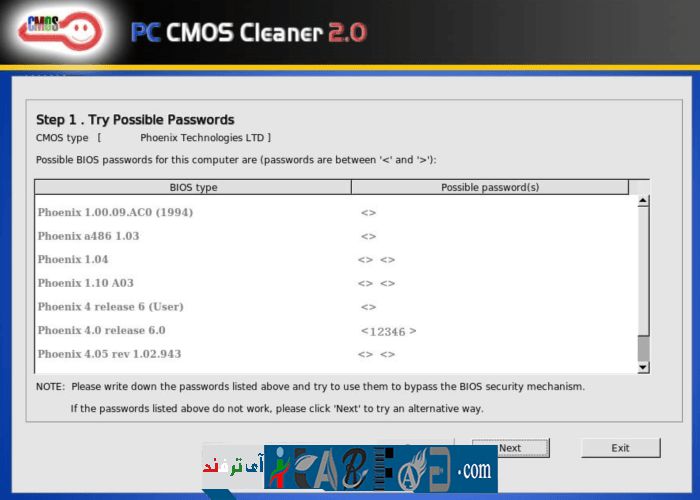 CMOS
PC CMOS Cleaner 2.0
Step 1 . Try Possible Passwords
CMOS type [ Phoenix Technologies LTD ]
Possible BIOS passwords for this computer are (passwords are between '<' and '>'):
BIOS type Possible password(s)
Phoenix 1.00.09.AC0 (1994) <>
Phoenix a486 1.03 <>
Phoenix 1.04 <> <>
Phoenix 1.10 A03 <> <>
Phoenix 4 release 6 (User) <>
Phoenix 4.0 release 6.0 <12346 >
Phoenix 4.05 rev 1.02.943 <> <>
NOTE: Please write down the passwords listed above and try to use them to bypass the BIOS security mechanism.
If the passwords listed above do not work, please click 'Next' to try an alternative way.
Next Exit
آی ترفند
.com